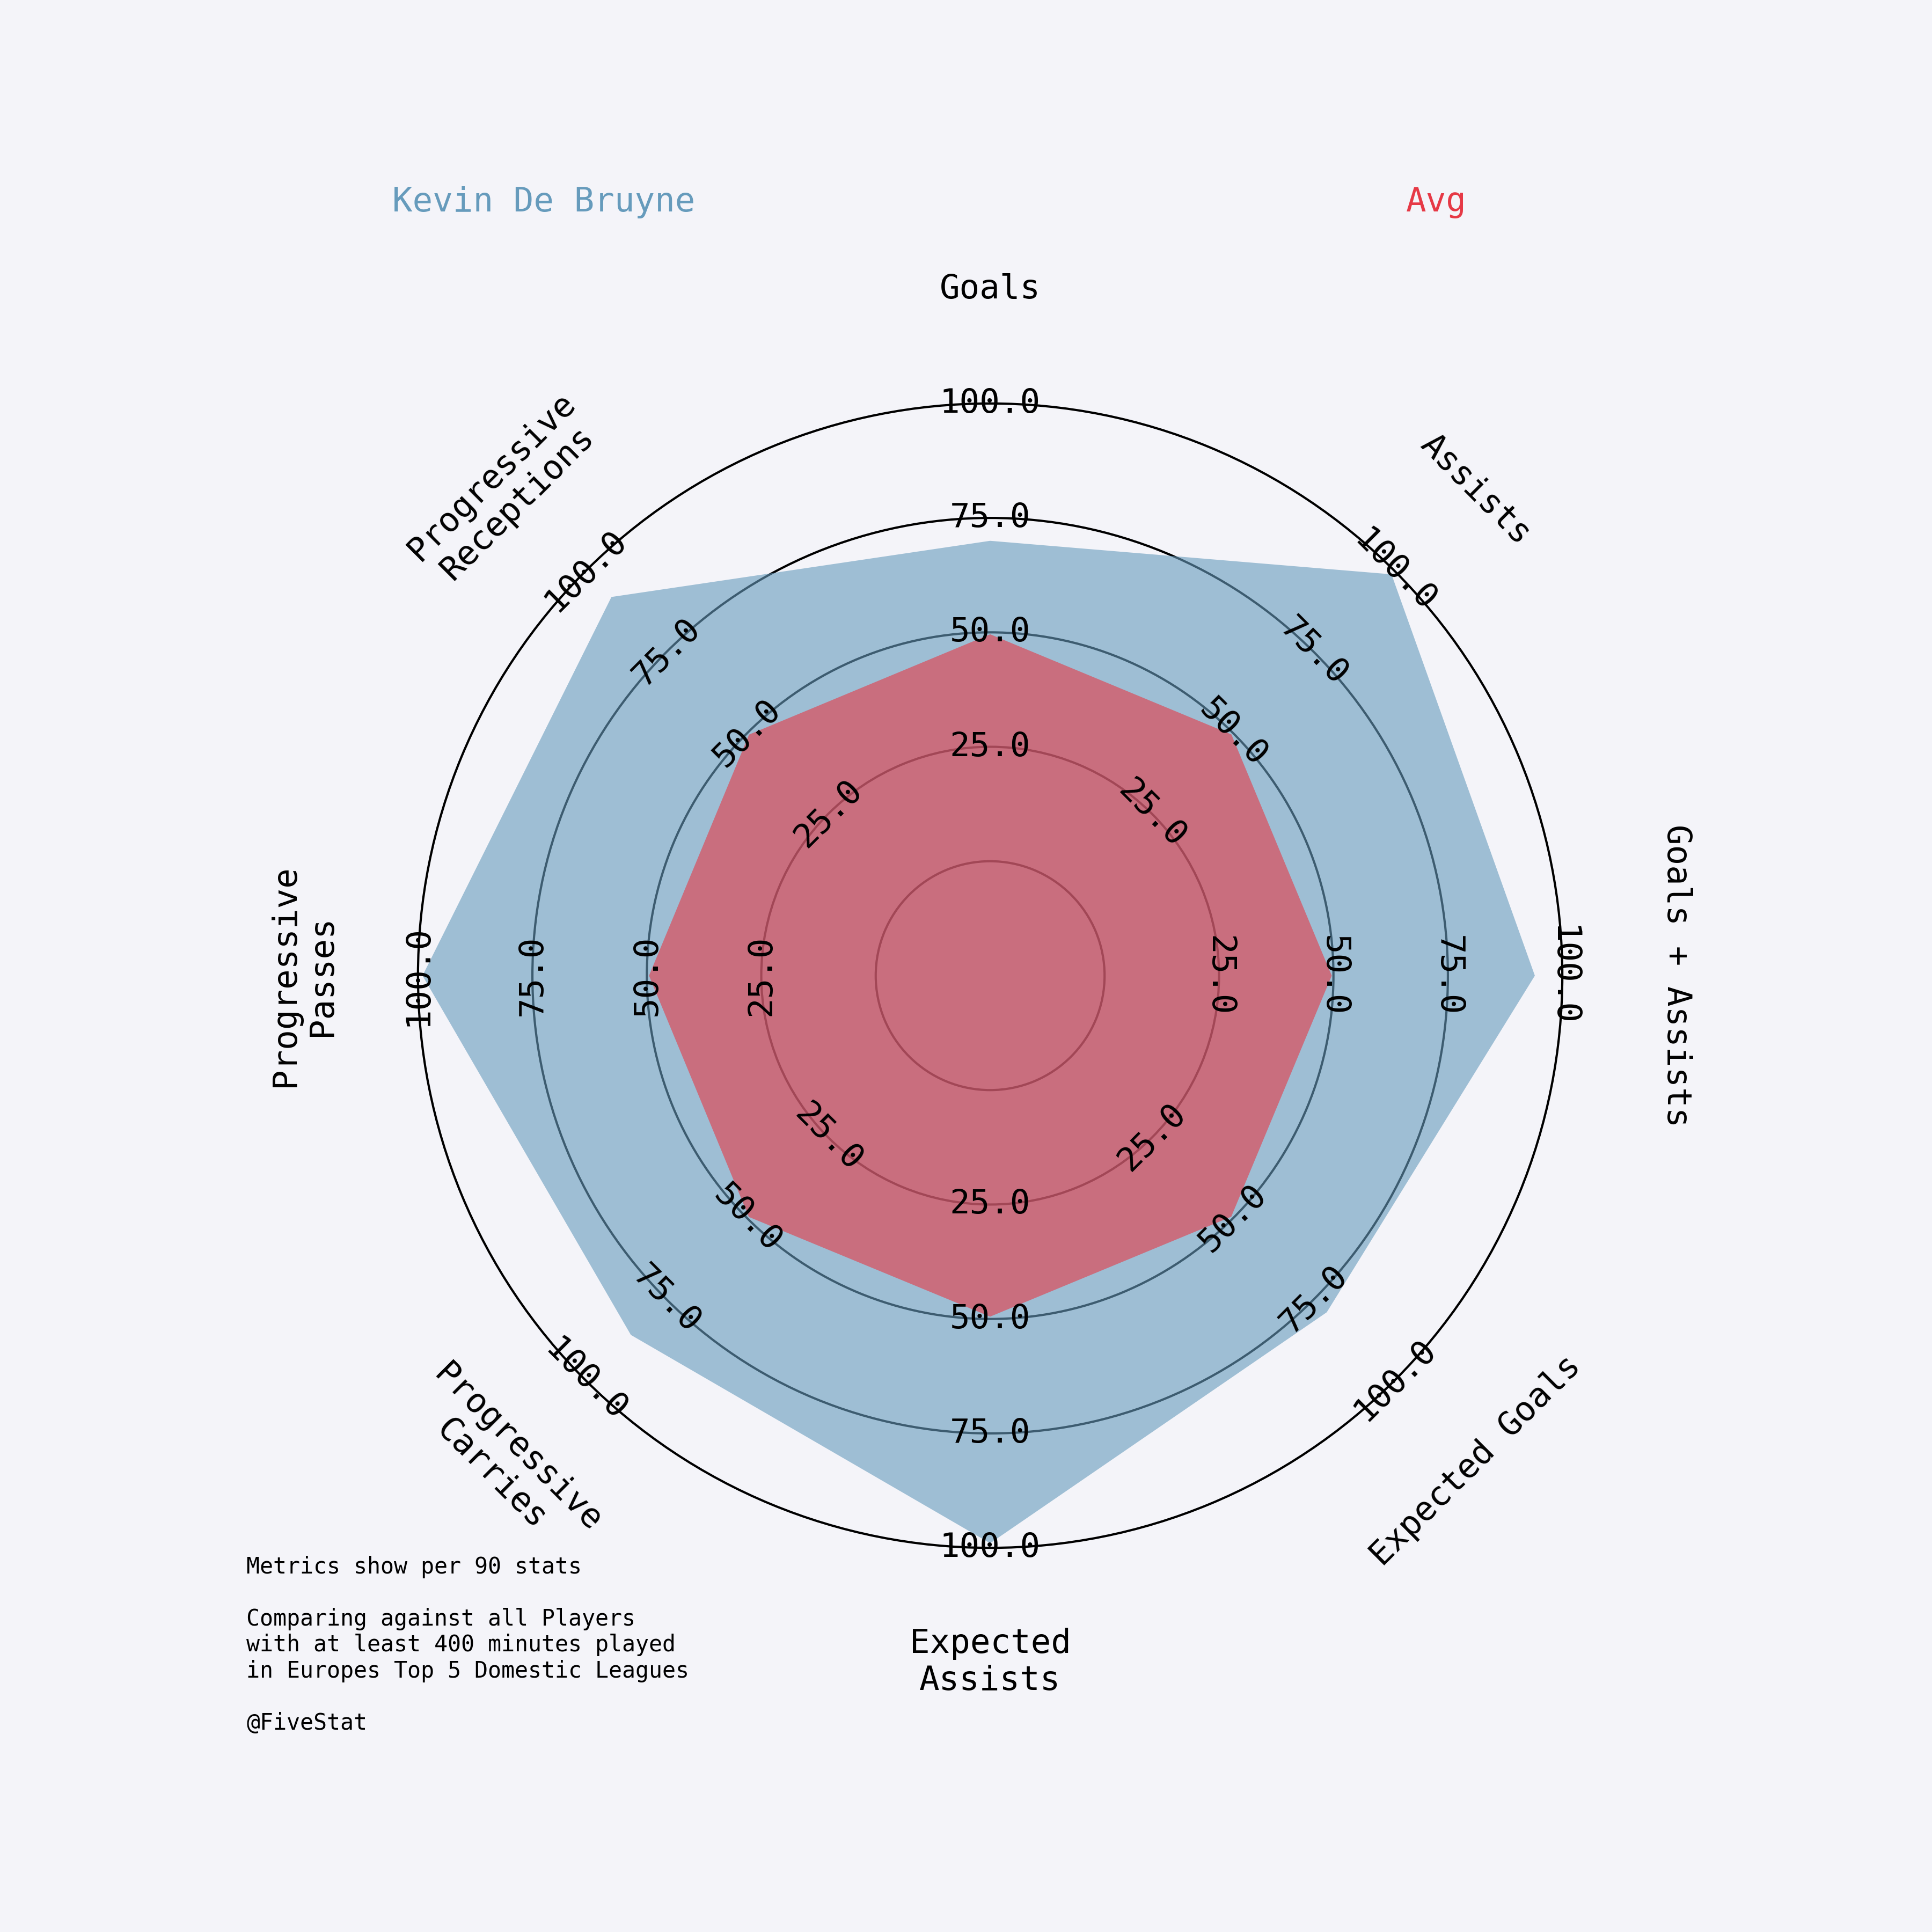 Kevin De Bruyne
Avg
Goals
Assists
Goals + Assists
Expected Goals
Expected
Assists
Progressive
Carries
Progressive
Passes
Progressive
Receptions
25.0
50.0
75.0
100.0
25.0
50.0
75.0
100.0
25.0
50.0
75.0
100.0
25.0
50.0
75.0
100.0
25.0
50.0
75.0
100.0
25.0
50.0
75.0
100.0
25.0
50.0
75.0
100.0
25.0
50.0
75.0
100.0
Metrics show per 90 stats
Comparing against all Players
with at least 400 minutes played
in Europes Top 5 Domestic Leagues
@FiveStat